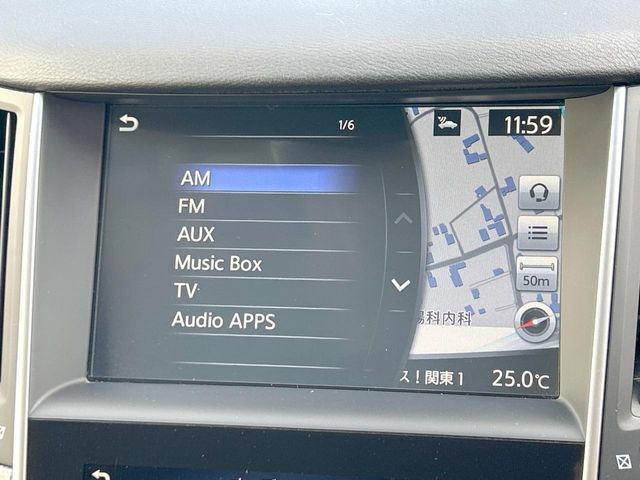 1/6
11:59
AM
FM
AUX
Music Box
TV
Audio APPS
50m
科内科
ス！関東1
25.0℃